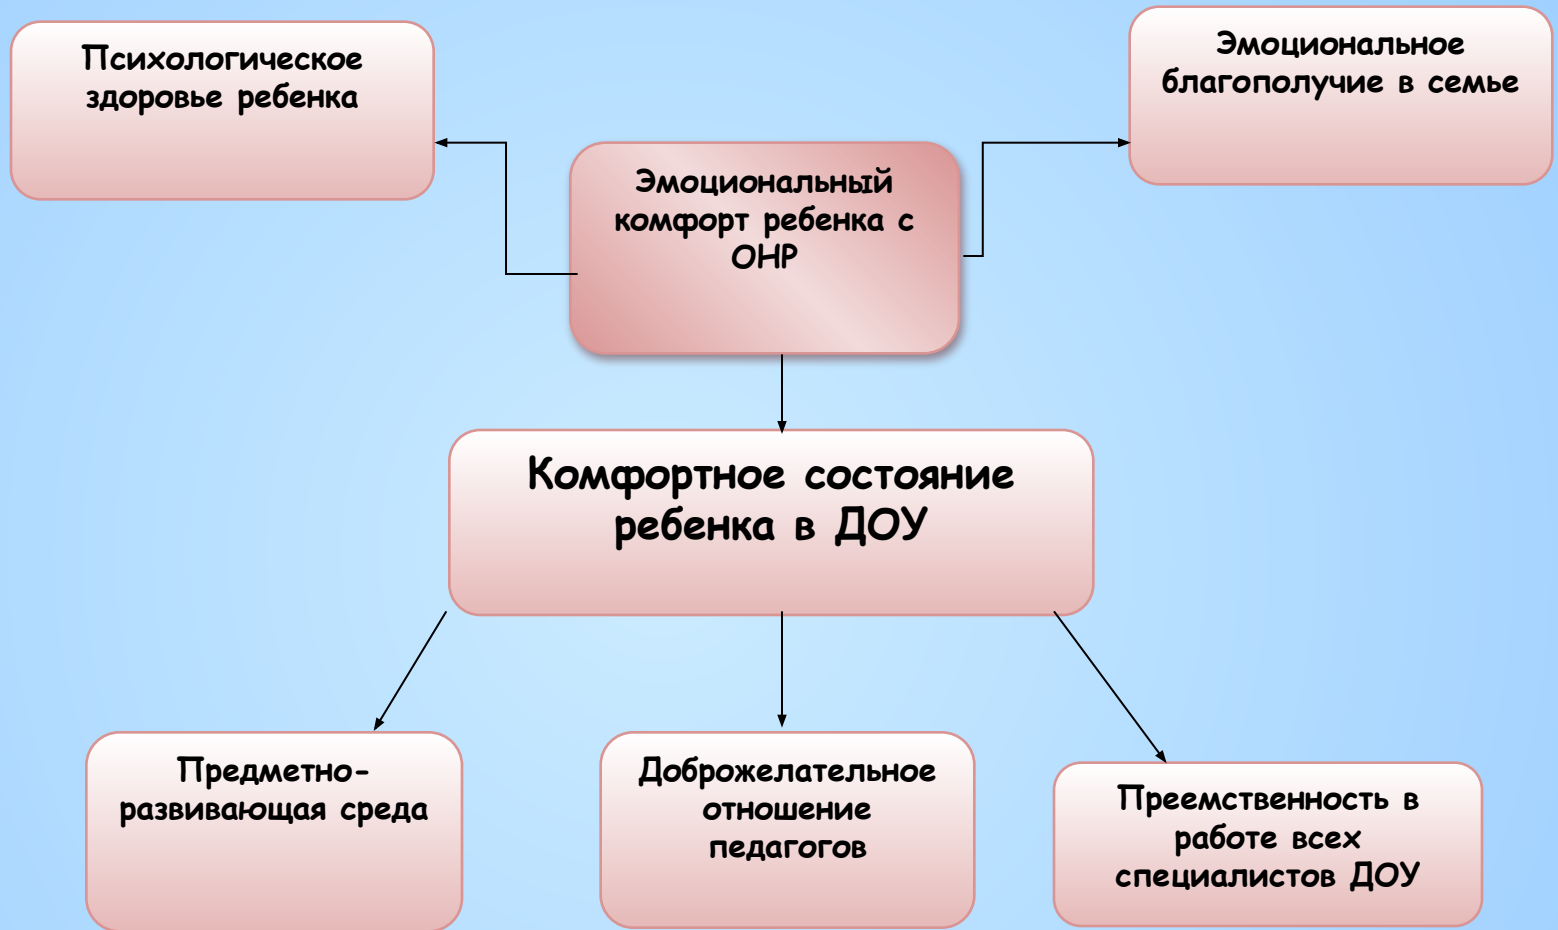 Психологическое
здоровье ребенка
Эмоциональное
благополучие в семье
Эмоциональный
комфорт ребенка с
ОНР
Комфортное состояние
ребенка в ДОУ
Предметно-
развивающая среда
Доброжелательное
отношение
педагогов
Преемственность в
работе всех
специалистов ДОУ